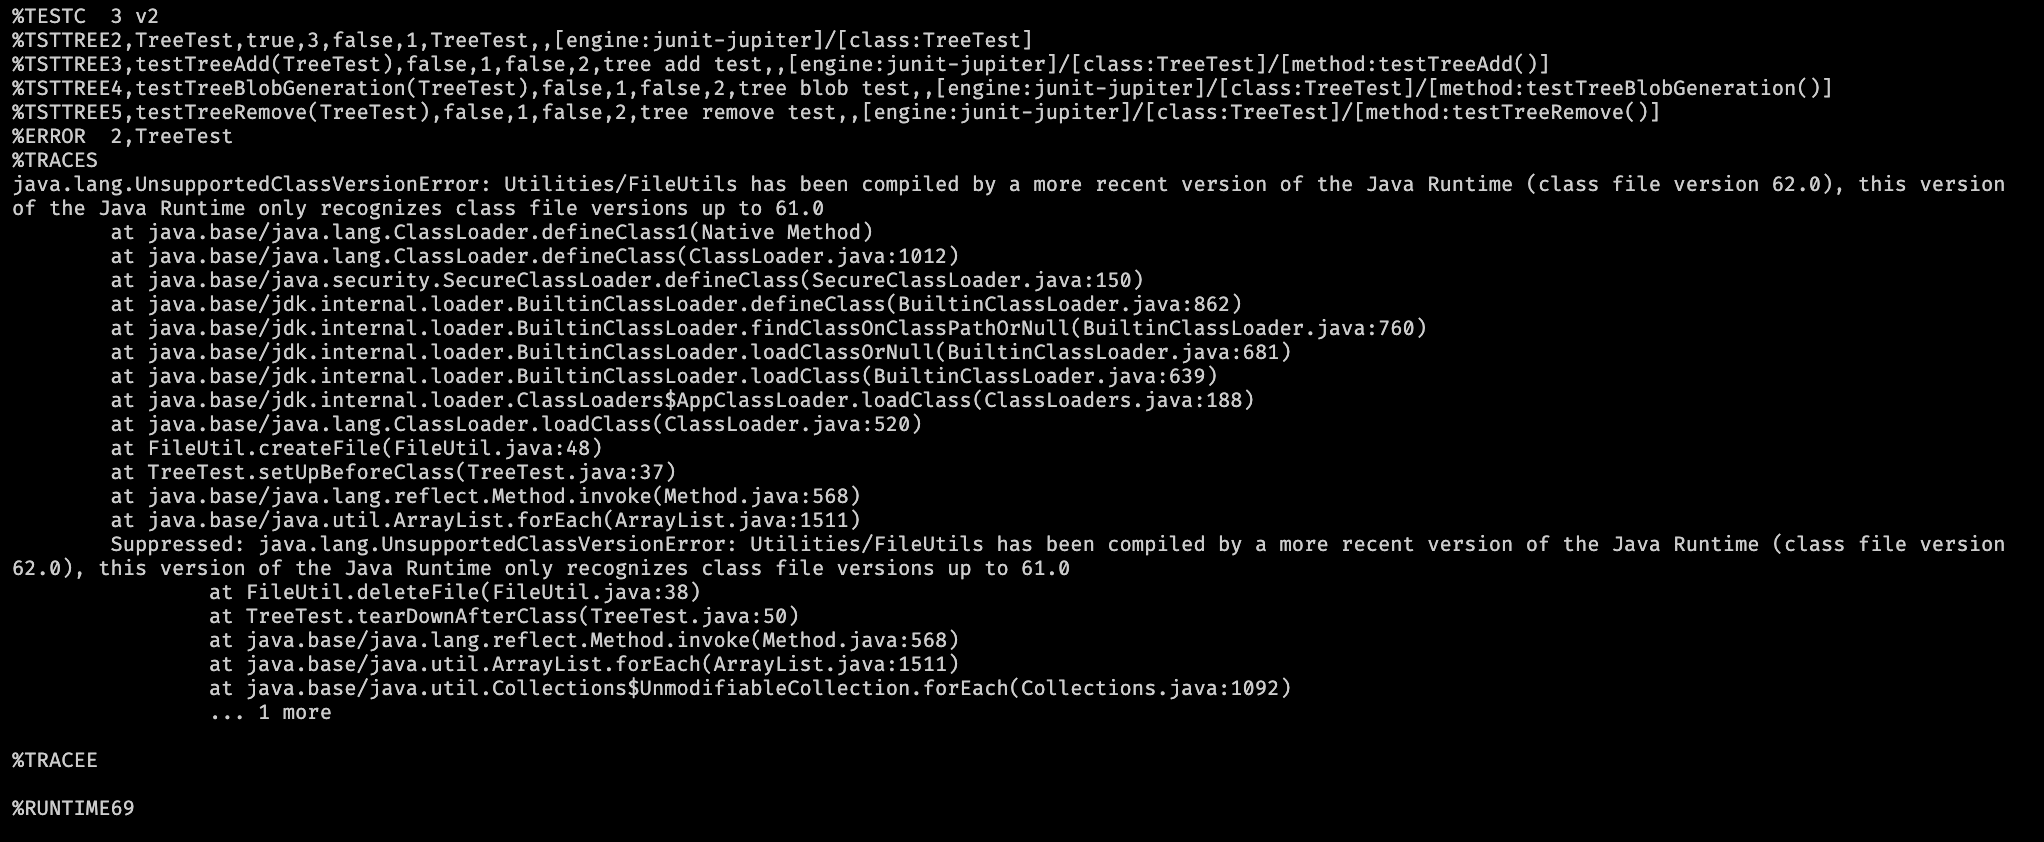 %TESTC  3 v2
%TSTTREE2,TreeTest,true,3,false,1,TreeTest,,[engine:junit-jupiter]/[class:TreeTest]
%TSTTREE3,testTreeAdd(TreeTest),false,1,false,2,tree add test,,[engine:junit-jupiter]/[class:TreeTest]/[method:testTreeAdd()]
%TSTTREE4,testTreeBlobGeneration(TreeTest),false,1,false,2,tree blob test,,[engine:junit-jupiter]/[class:TreeTest]/[method:testTreeBlobGeneration()]
%TSTTREE5,testTreeRemove(TreeTest),false,1,false,2,tree remove test,,[engine:junit-jupiter]/[class:TreeTest]/[method:testTreeRemove()]
%ERROR  2,TreeTest
%TRACES
java.lang.UnsupportedClassVersionError: Utilities/FileUtils has been compiled by a more recent version of the Java Runtime (class file version 62.0), this version
of the Java Runtime only recognizes class file versions up to 61.0
        at java.base/java.lang.ClassLoader.defineClass1(Native Method)
        at java.base/java.lang.ClassLoader.defineClass(ClassLoader.java:1012)
        at java.base/java.security.SecureClassLoader.defineClass(SecureClassLoader.java:150)
        at java.base/jdk.internal.loader.BuiltinClassLoader.defineClass(BuiltinClassLoader.java:862)
        at java.base/jdk.internal.loader.BuiltinClassLoader.findClassOnClassPathOrNull(BuiltinClassLoader.java:760)
        at java.base/jdk.internal.loader.BuiltinClassLoader.loadClassOrNull(BuiltinClassLoader.java:681)
        at java.base/jdk.internal.loader.BuiltinClassLoader.loadClass(BuiltinClassLoader.java:639)
        at java.base/jdk.internal.loader.ClassLoaders$AppClassLoader.loadClass(ClassLoaders.java:188)
        at java.base/java.lang.ClassLoader.loadClass(ClassLoader.java:520)
        at FileUtil.createFile(FileUtil.java:48)
        at TreeTest.setUpBeforeClass(TreeTest.java:37)
        at java.base/java.lang.reflect.Method.invoke(Method.java:568)
        at java.base/java.util.ArrayList.forEach(ArrayList.java:1511)
        Suppressed: java.lang.UnsupportedClassVersionError: Utilities/FileUtils has been compiled by a more recent version of the Java Runtime (class file version
62.0), this version of the Java Runtime only recognizes class file versions up to 61.0
                at FileUtil.deleteFile(FileUtil.java:38)
                at TreeTest.tearDownAfterClass(TreeTest.java:50)
                at java.base/java.lang.reflect.Method.invoke(Method.java:568)
                at java.base/java.util.ArrayList.forEach(ArrayList.java:1511)
                at java.base/java.util.Collections$UnmodifiableCollection.forEach(Collections.java:1092)
                ... 1 more

%TRACEE

%RUNTIME69